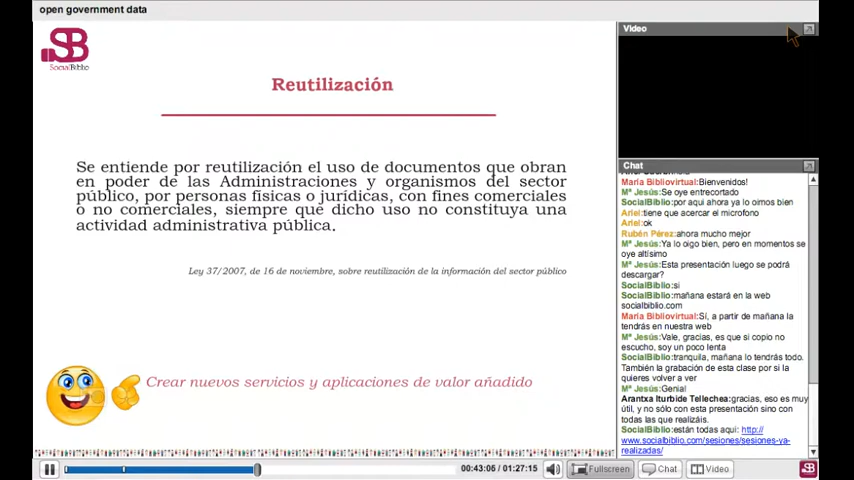 open government data
SB
SocialBiblio
Reutilización
Se entiende por reutilización el uso de documentos que obran
en poder de las Administraciones y organismos del sector
público, por personas físicas o jurídicas, con fines comerciales
o no comerciales, siempre que dicho uso no constituya una
actividad administrativa pública.
Ley 37/2007, de 16 de noviembre, sobre reutilización de la información del sector público
Crear nuevos servicios y aplicaciones de valor añadido
Video
Chat
María Bibliovirtual:Bienvenidos!
Mª Jesús:Se oye entrecortado
SocialBiblio:por aqui ahora ya lo oimos bien
Ariel:tiene que acercar el microfono
Ariel:ok
Rubén Pérez:ahora mucho mejor
Mª Jesús:Ya lo oigo bien, pero en momentos se
oye altísimo
Mª Jesús:Esta presentación luego se podrá
descargar?
SocialBiblio:si
SocialBiblio:mañana estará en la web
socialbiblio.com
María Bibliovirtual:Sí, a partir de mañana la
tendrás en nuestra web
Mª Jesús:Vale, gracias, es que si copio no
escucho, soy un poco lenta
SocialBiblio:tranquila, mañana lo tendrás todo.
También la grabación de esta clase por si la
quieres volver a ver
Mª Jesús:Genial
Arantxa Iturbide Tellechea:gracias, eso es muy
útil, y no sólo con esta presentación sino con
todas las que realizáis.
SocialBiblio:están todas aqui: http://
www.socialbiblio.com/sesiones/sesiones-ya-
realizadas/
00:43:05 / 01:27:15
Fullscreen
Chat
Video
SB